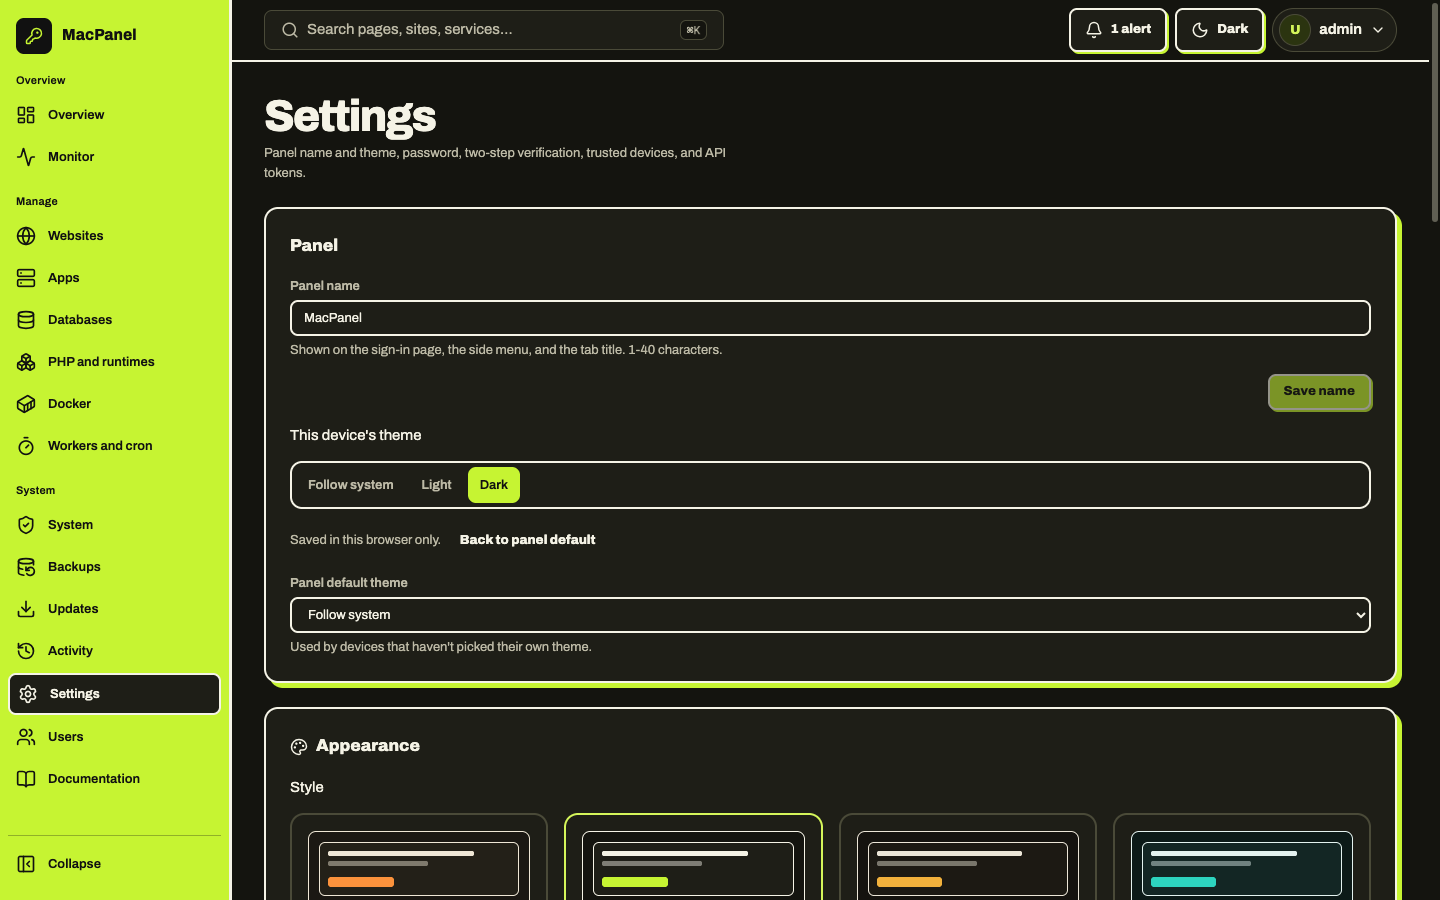 MacPanel
Search pages, sites, services...
⌘K
1 alert
Dark
U
admin
Overview
Overview
Monitor
Manage
Websites
Apps
Databases
PHP and runtimes
Docker
Workers and cron
System
System
Backups
Updates
Activity
Settings
Users
Documentation
Collapse
Settings
Panel name and theme, password, two-step verification, trusted devices, and API
tokens.
Panel
Panel name
MacPanel
Shown on the sign-in page, the side menu, and the tab title. 1-40 characters.
Save name
This device's theme
Follow system
Light
Dark
Saved in this browser only.
Back to panel default
Panel default theme
Follow system
Used by devices that haven't picked their own theme.
Appearance
Style